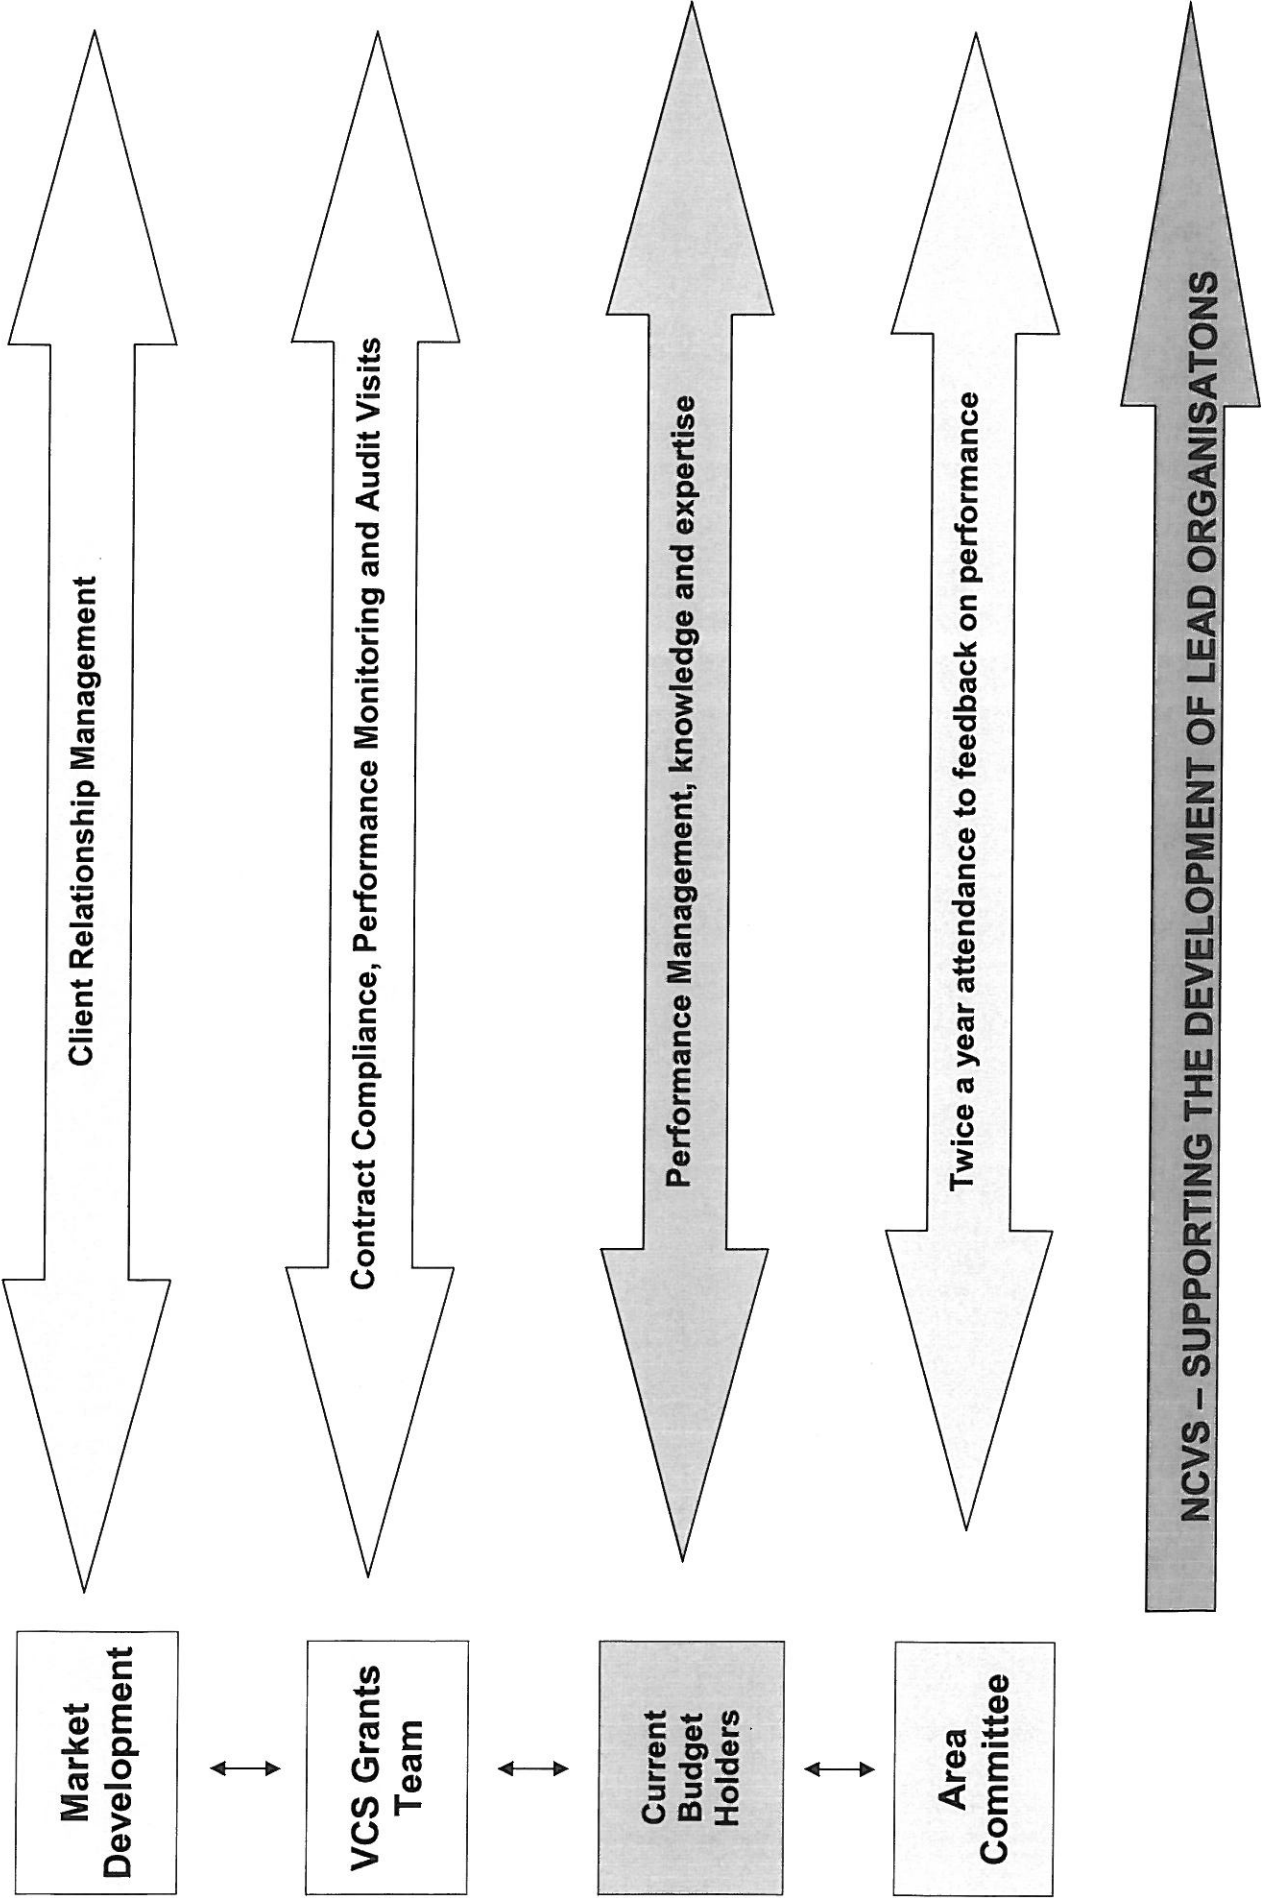 Market
Development
Client Relationship Management
VCS Grants
Team
Contract Compliance, Performance Monitoring and Audit Visits
Current
Budget
Holders
Performance Management, knowledge and expertise
Area
Committee
Twice a year attendance to feedback on performance
NCVS – SUPPORTING THE DEVELOPMENT OF LEAD ORGANISATONS